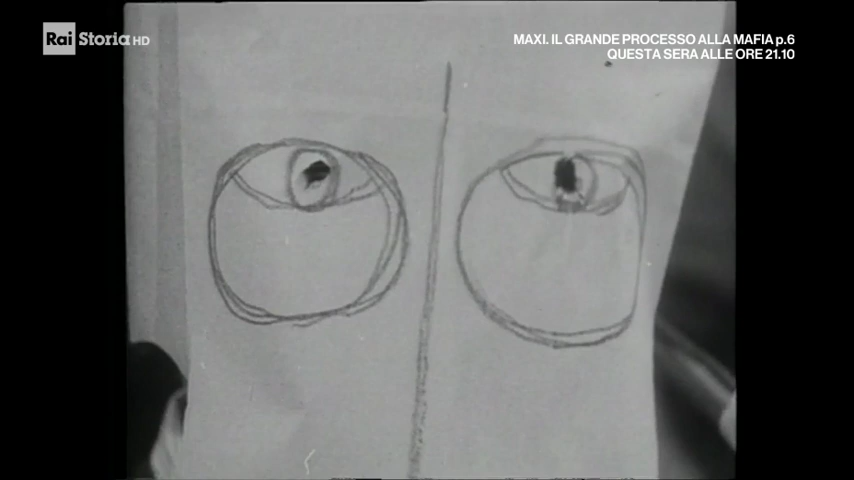 Rai Storia HD
MAXI. IL GRANDE PROCESSO ALLA MAFIA p.6
QUESTA SERA ALLE ORE 21.10